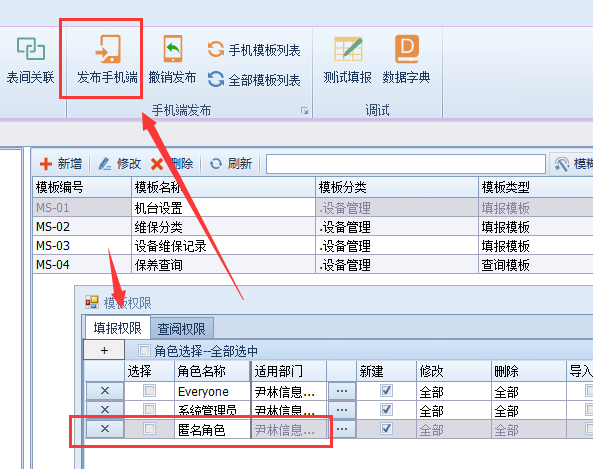 表间关联 发布手机端 撤销发布 手机模板列表 全部模板列表 测试填报 数据字典
手机端发布 调试
新增 修改 删除 刷新
模板编号 模板名称 模板分类 模板类型
MS-01 机台设置 .设备管理 填报模板
MS-02 维保分类 .设备管理 填报模板
MS-03 设备维保记录 .设备管理 填报模板
MS-04 保养查询 .设备管理 查询模板
模板权限
填报权限 查阅权限
+ 角色选择--全部选中
选择 角色名称 适用部门 新建 修改 删除 导入
× Everyone 尹林信息... ... 全部 全部
× 系统管理员 尹林信息... ... 全部 全部
× 匿名角色 尹林信息... ... 全部 全部